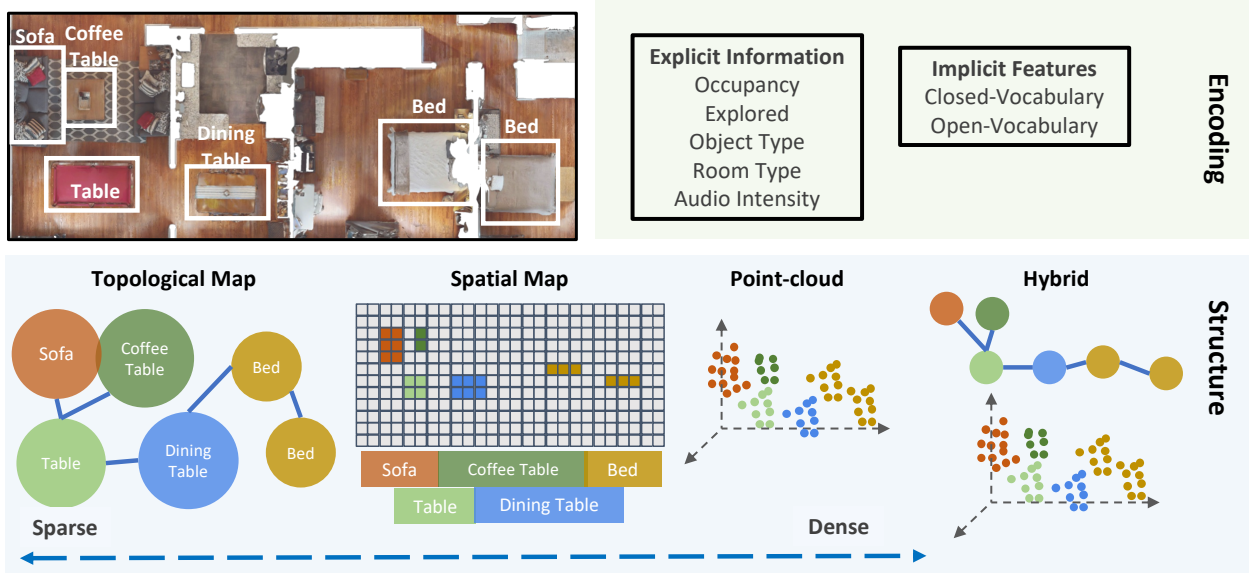 Sofa
Coffee
Table
Dining
Table
Table
Bed
Bed
Explicit Information
Occupancy
Explored
Object Type
Room Type
Audio Intensity
Implicit Features
Closed-Vocabulary
Open-Vocabulary
Encoding
Topological Map
Spatial Map
Point-cloud
Hybrid
Structure
Sofa
Coffee
Table
Bed
Table
Dining
Table
Bed
Sofa
Coffee Table
Bed
Table
Dining Table
Sparse
Dense